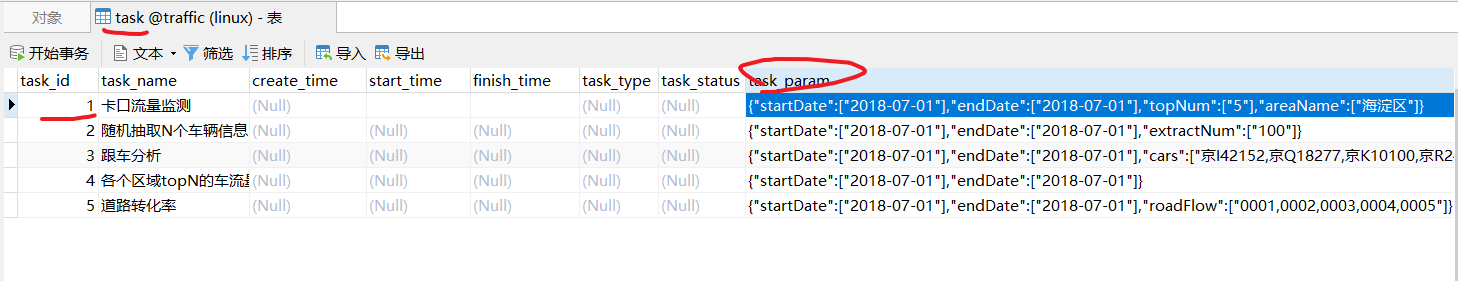 对象 task @traffic (linux) - 表
开始事务 文本 筛选 排序 导入 导出
task_id task_name create_time start_time finish_time task_type task_status task_param
1 卡口流量监测 (Null) (Null) (Null) {"startDate":["2018-07-01"],"endDate":["2018-07-01"],"topNum":["5"],"areaName":["海淀区"]}
2 随机抽取N个车辆信息 (Null) (Null) (Null) (Null) (Null) {"startDate":["2018-07-01"],"endDate":["2018-07-01"],"extractNum":["100"]}
3 跟车分析 (Null) (Null) (Null) (Null) (Null) {"startDate":["2018-07-01"],"endDate":["2018-07-01"],"cars":["京I42152,京Q18277,京K10100,京R2
4 各个区域topN的车流量 (Null) (Null) (Null) (Null) (Null) {"startDate":["2018-07-01"],"endDate":["2018-07-01"]}
5 道路转化率 (Null) (Null) (Null) (Null) (Null) {"startDate":["2018-07-01"],"endDate":["2018-07-01"],"roadFlow":["0001,0002,0003,0004,0005"]}